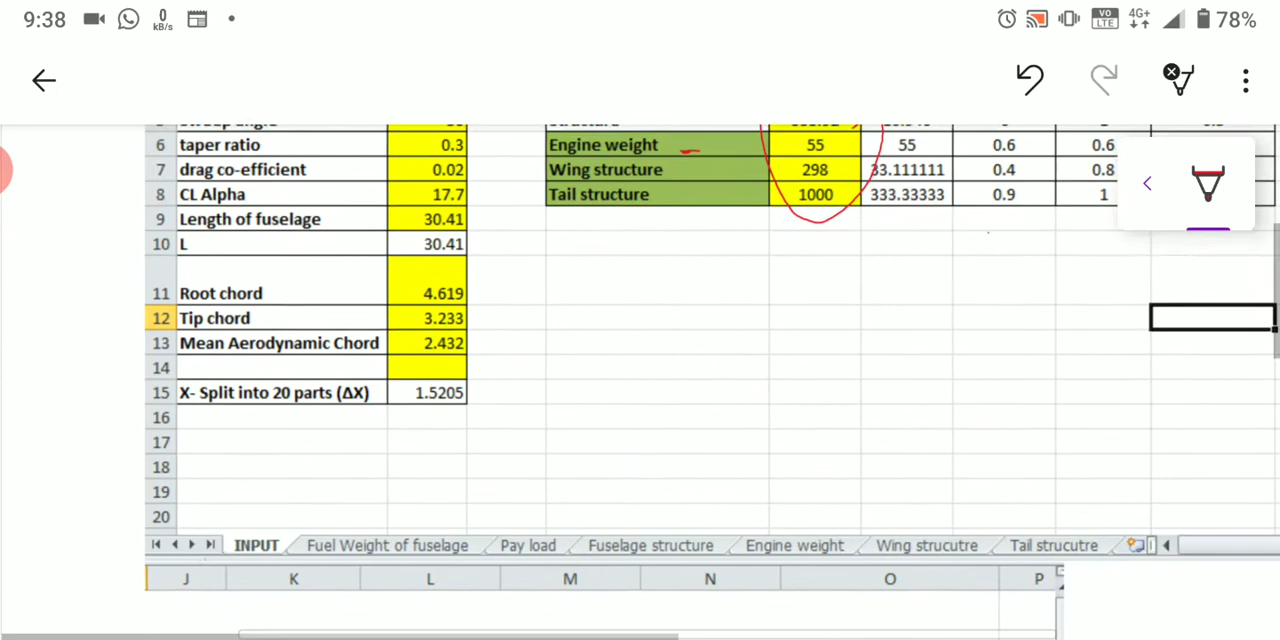 9:38 0 kB/s VO LTE 4G+ 78%
6 taper ratio 0.3 Engine weight 55 55 0.6 0.6
7 drag co-efficient 0.02 Wing structure 298 33.111111 0.4 0.8
8 CL Alpha 17.7 Tail structure 1000 333.33333 0.9 1
9 Length of fuselage 30.41
10 L 30.41
11 Root chord 4.619
12 Tip chord 3.233
13 Mean Aerodynamic Chord 2.432
14
15 X- Split into 20 parts (ΔX) 1.5205
16
17
18
19
20
INPUT Fuel Weight of fuselage Pay load Fuselage structure Engine weight Wing strucutre Tail strucutre
J K L M N O P